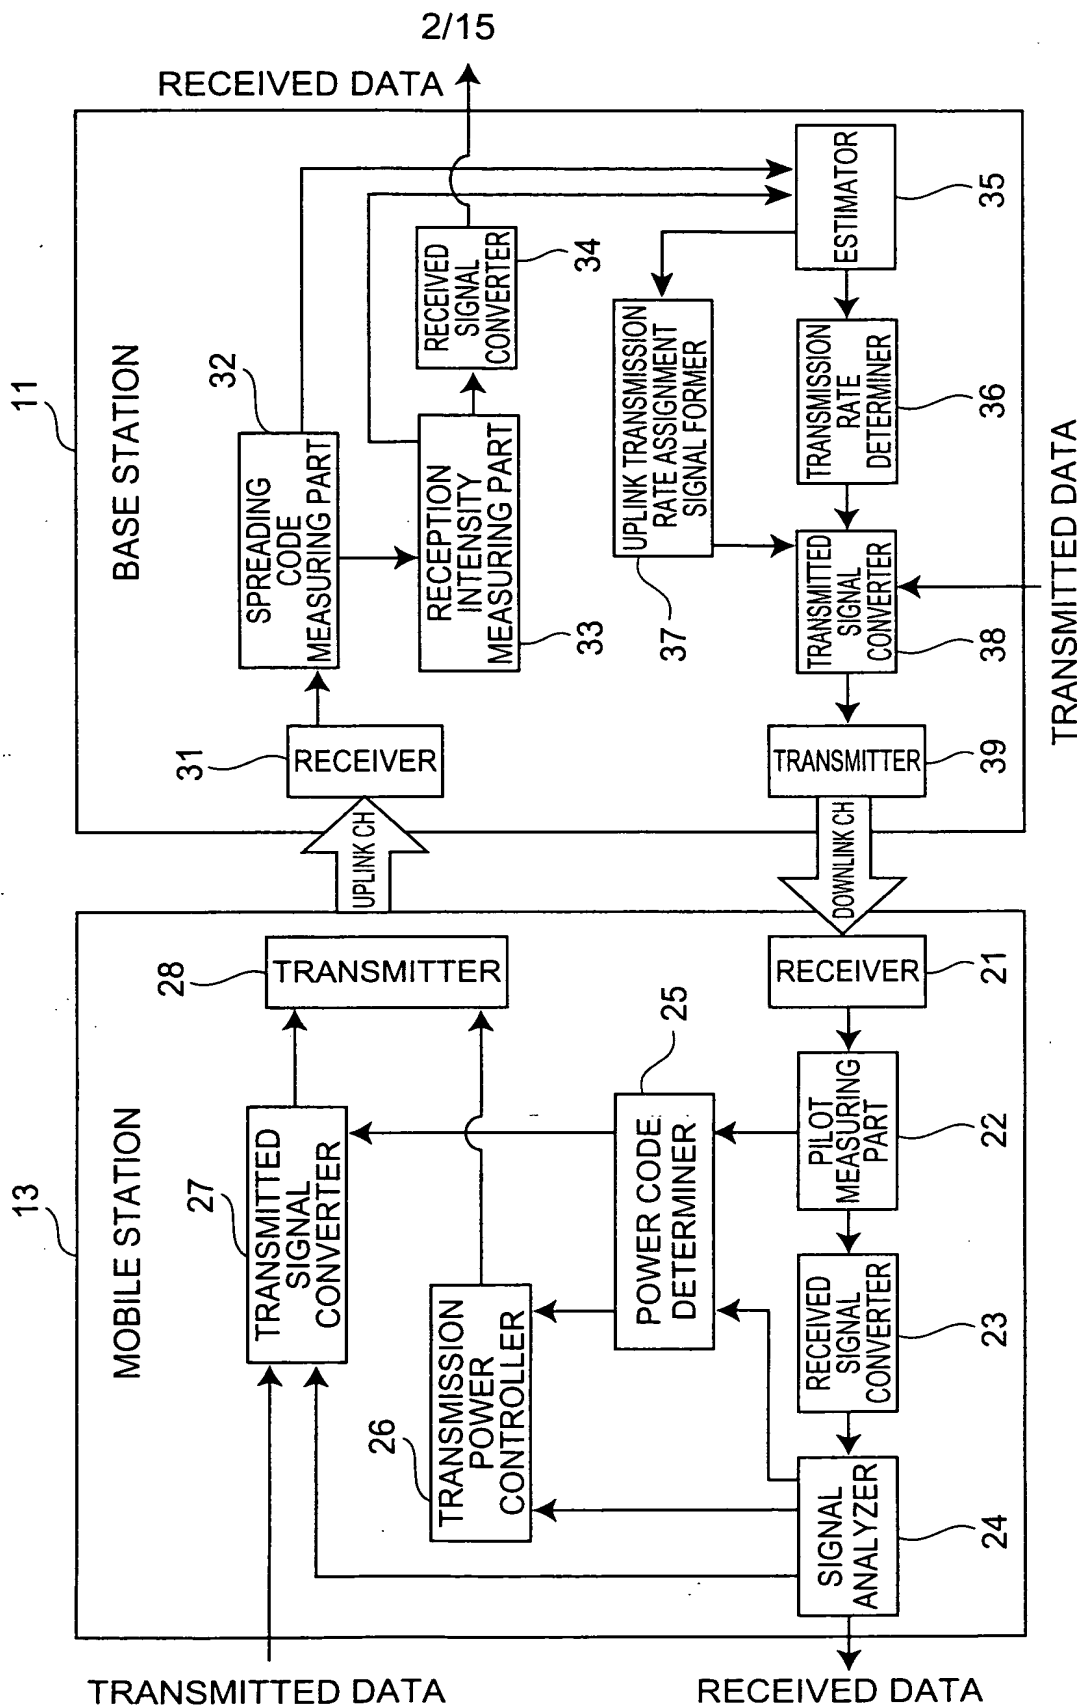 2/15
RECEIVED DATA
11
BASE STATION
31
RECEIVER
32
SPREADING
CODE
MEASURING PART
RECEPTION
INTENSITY
MEASURING PART
33
RECEIVED
SIGNAL
CONVERTER
34
ESTIMATOR
35
TRANSMISSION
RATE
DETERMINER
36
UPLINK TRANSMISSION
RATE ASSIGNMENT
SIGNAL FORMER
37
TRANSMITTED
SIGNAL
CONVERTER
38
TRANSMITTER
39
TRANSMITTED DATA
UPLINK CH
DOWNLINK CH
13
MOBILE STATION
28
TRANSMITTER
27
TRANSMITTED
SIGNAL
CONVERTER
26
TRANSMISSION
POWER
CONTROLLER
25
POWER CODE
DETERMINER
RECEIVER
21
PILOT
MEASURING
PART
22
RECEIVED
SIGNAL
CONVERTER
23
SIGNAL
ANALYZER
24
TRANSMITTED DATA
RECEIVED DATA